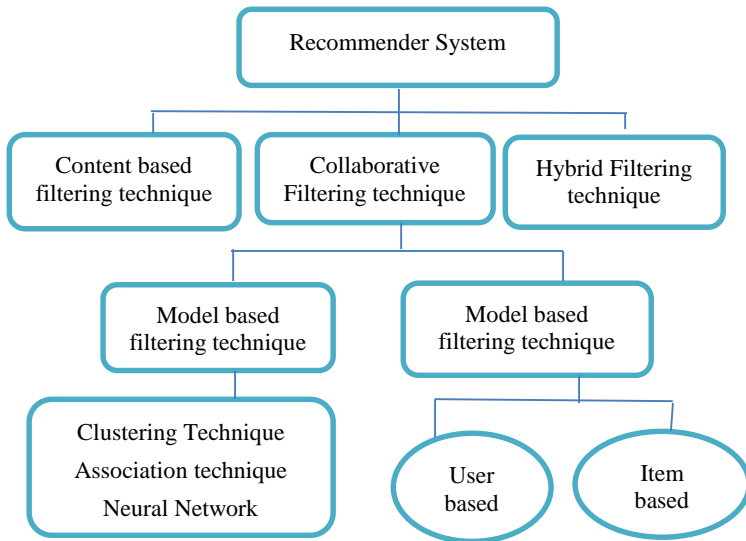 Recommender System
Content based
filtering technique
Collaborative
Filtering technique
Hybrid Filtering
technique
Model based
filtering technique
Model based
filtering technique
Clustering Technique
Association technique
Neural Network
User
based
Item
based